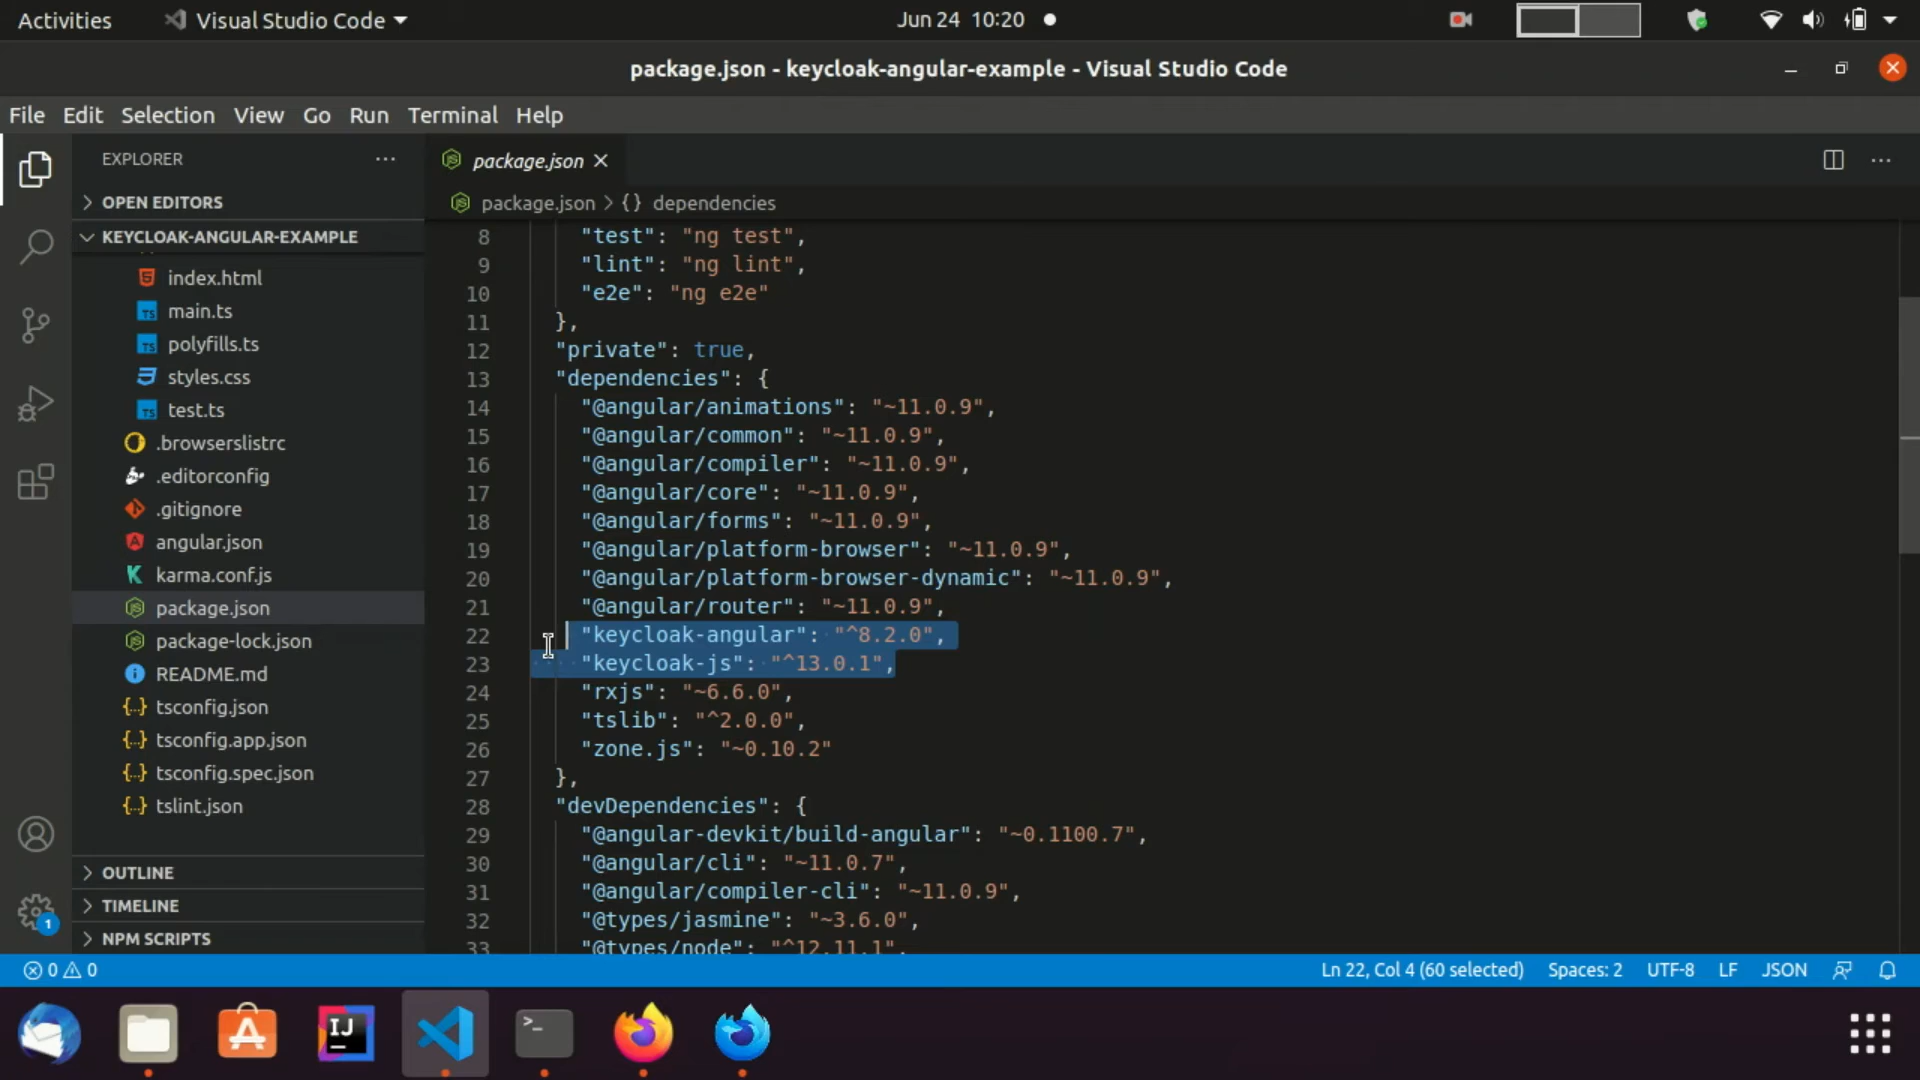 Activities
Visual Studio Code
Jun 24 10:20
package.json - keycloak-angular-example - Visual Studio Code
File Edit Selection View Go Run Terminal Help
EXPLORER
OPEN EDITORS
KEYCLOAK-ANGULAR-EXAMPLE
index.html
main.ts
polyfills.ts
styles.css
test.ts
.browserslistrc
.editorconfig
.gitignore
angular.json
karma.conf.js
package.json
package-lock.json
README.md
tsconfig.json
tsconfig.app.json
tsconfig.spec.json
tslint.json
OUTLINE
TIMELINE
NPM SCRIPTS
package.json
package.json > {} dependencies
8 "test": "ng test",
9 "lint": "ng lint",
10 "e2e": "ng e2e"
11 },
12 "private": true,
13 "dependencies": {
14 "@angular/animations": "~11.0.9",
15 "@angular/common": "~11.0.9",
16 "@angular/compiler": "~11.0.9",
17 "@angular/core": "~11.0.9",
18 "@angular/forms": "~11.0.9",
19 "@angular/platform-browser": "~11.0.9",
20 "@angular/platform-browser-dynamic": "~11.0.9",
21 "@angular/router": "~11.0.9",
22 "keycloak-angular": "^8.2.0",
23 "keycloak-js": "^13.0.1",
24 "rxjs": "~6.6.0",
25 "tslib": "^2.0.0",
26 "zone.js": "~0.10.2"
27 },
28 "devDependencies": {
29 "@angular-devkit/build-angular": "~0.1100.7",
30 "@angular/cli": "~11.0.7",
31 "@angular/compiler-cli": "~11.0.9",
32 "@types/jasmine": "~3.6.0",
33 "@types/node": "^12.11.1",
1
0 0
Ln 22, Col 4 (60 selected) Spaces: 2 UTF-8 LF JSON
IJ